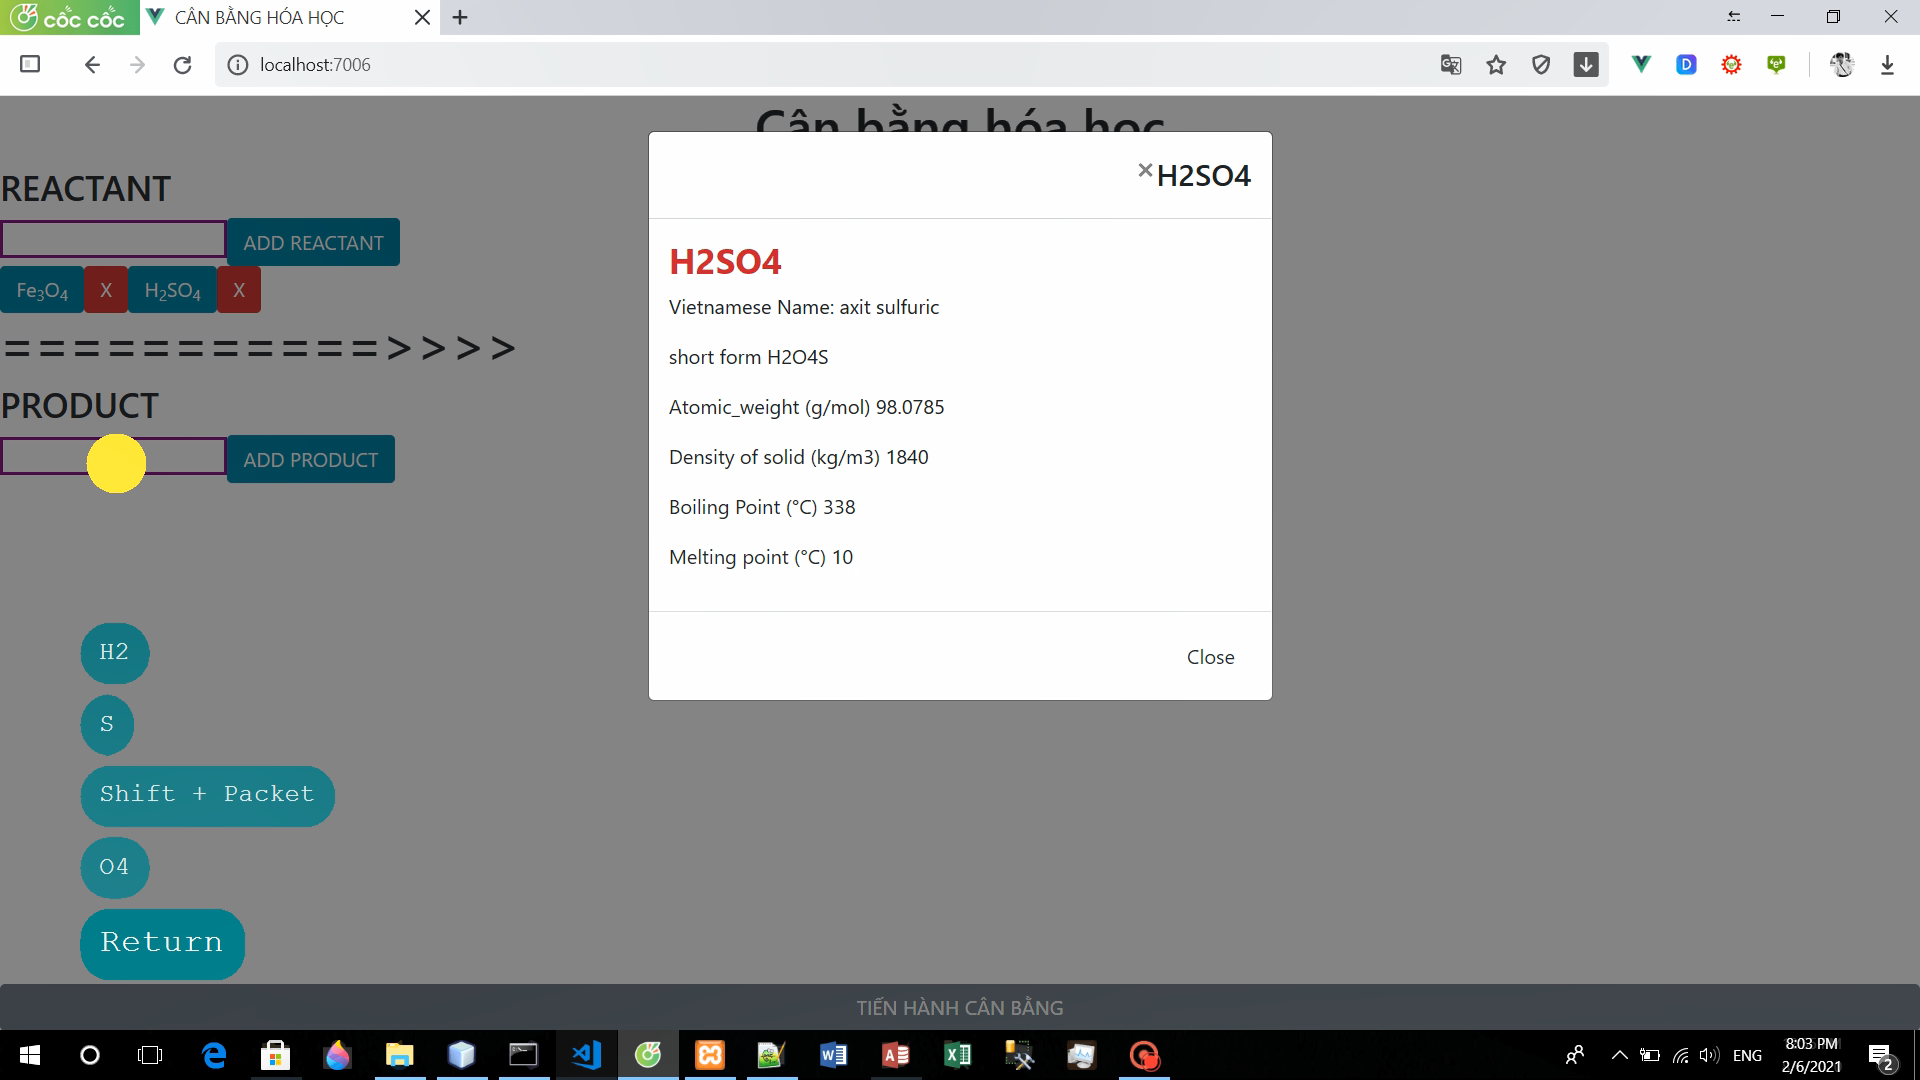 cốc cốc
CÂN BẰNG HÓA HỌC
localhost:7006
Cân bằng hóa học
× H2SO4
REACTANT
ADD REACTANT
Fe₃O₄ X H₂SO₄ X
===========>>>>
PRODUCT
ADD PRODUCT
H2SO4
Vietnamese Name: axit sulfuric
short form H2O4S
Atomic_weight (g/mol) 98.0785
Density of solid (kg/m3) 1840
Boiling Point (°C) 338
Melting point (°C) 10
Close
H2
S
Shift + Packet
O4
Return
TIẾN HÀNH CÂN BẰNG
ENG
8:03 PM
2/6/2021
2